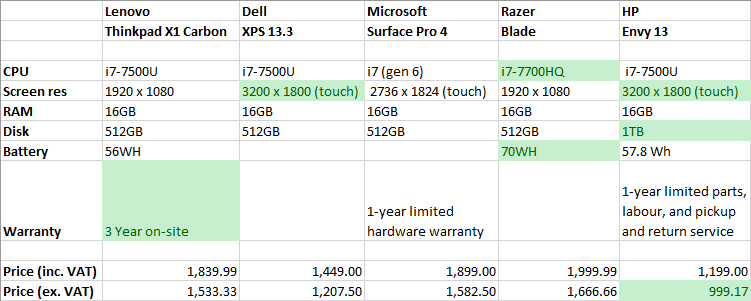 Lenovo Dell Microsoft Razer HP
Thinkpad X1 Carbon XPS 13.3 Surface Pro 4 Blade Envy 13
CPU i7-7500U i7-7500U i7 (gen 6) i7-7700HQ i7-7500U
Screen res 1920 x 1080 3200 x 1800 (touch) 2736 x 1824 (touch) 1920 x 1080 3200 x 1800 (touch)
RAM 16GB 16GB 16GB 16GB 16GB
Disk 512GB 512GB 512GB 512GB 1TB
Battery 56WH 70WH 57.8 Wh
1-year limited parts,
1-year limited labour, and pickup
Warranty 3 Year on-site hardware warranty and return service
Price (inc. VAT) 1,839.99 1,449.00 1,899.00 1,999.99 1,199.00
Price (ex. VAT) 1,533.33 1,207.50 1,582.50 1,666.66 999.17